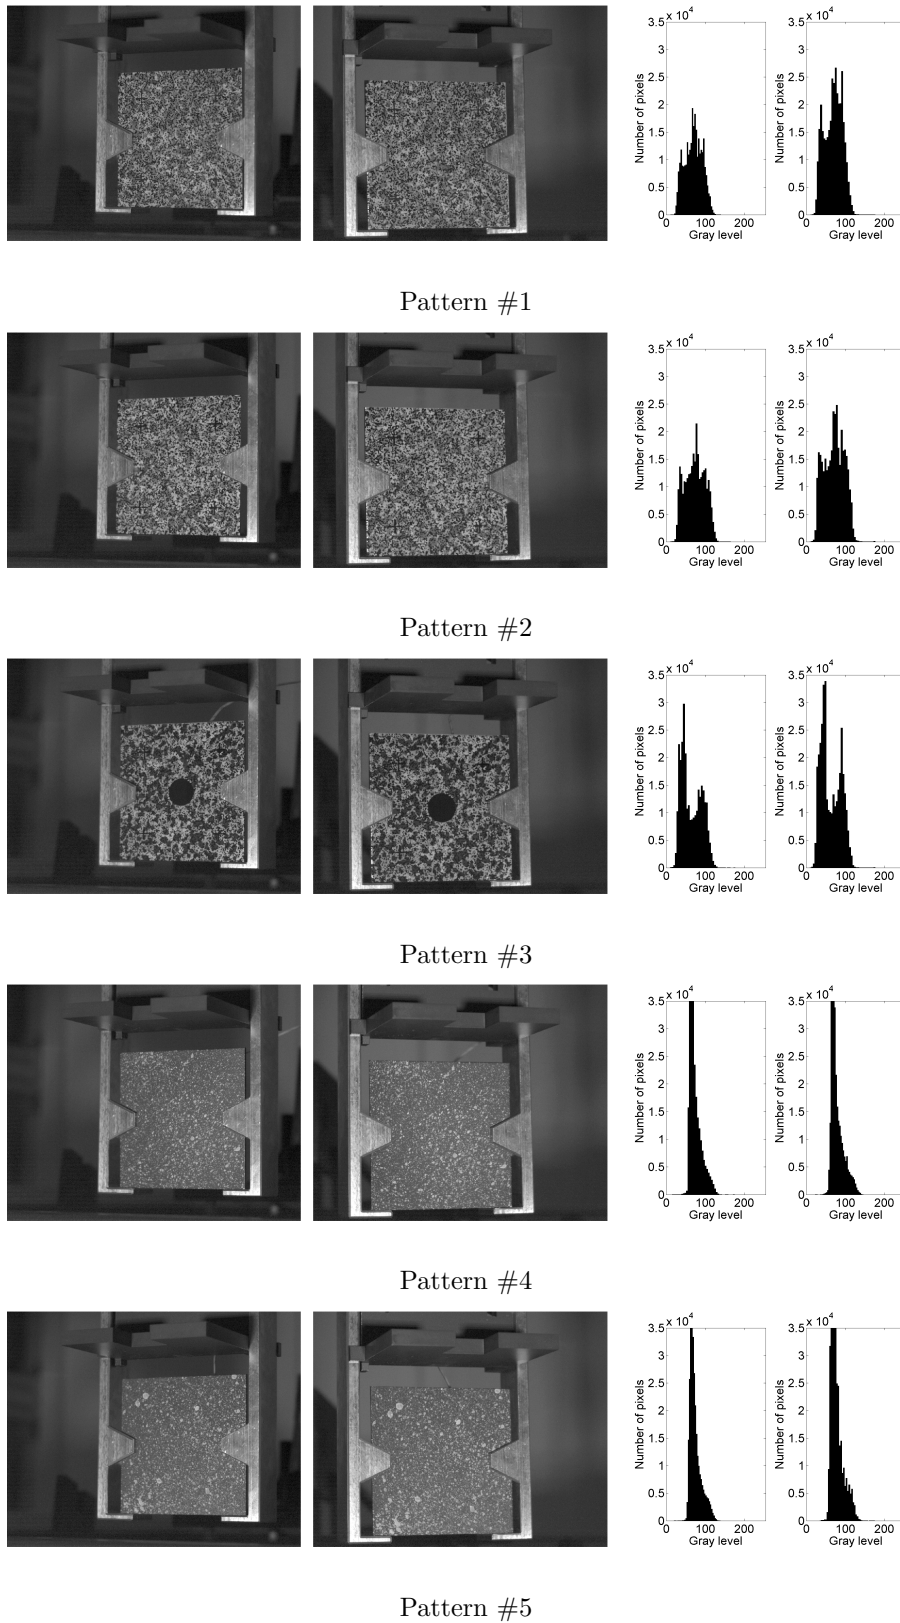 3.5 x 10^4 3.5 x 10^4
3 3
2.5 2.5
2 2
1.5 1.5
1 1
0.5 0.5
0 0
0 100 200 0 100 200
Number of pixels Number of pixels
Gray level Gray level
Pattern #1
3.5 x 10^4 3.5 x 10^4
3 3
2.5 2.5
2 2
1.5 1.5
1 1
0.5 0.5
0 0
0 100 200 0 100 200
Number of pixels Number of pixels
Gray level Gray level
Pattern #2
3.5 x 10^4 3.5 x 10^4
3 3
2.5 2.5
2 2
1.5 1.5
1 1
0.5 0.5
0 0
0 100 200 0 100 200
Number of pixels Number of pixels
Gray level Gray level
Pattern #3
3.5 x 10^4 3.5 x 10^4
3 3
2.5 2.5
2 2
1.5 1.5
1 1
0.5 0.5
0 0
0 100 200 0 100 200
Number of pixels Number of pixels
Gray level Gray level
Pattern #4
3.5 x 10^4 3.5 x 10^4
3 3
2.5 2.5
2 2
1.5 1.5
1 1
0.5 0.5
0 0
0 100 200 0 100 200
Number of pixels Number of pixels
Gray level Gray level
Pattern #5